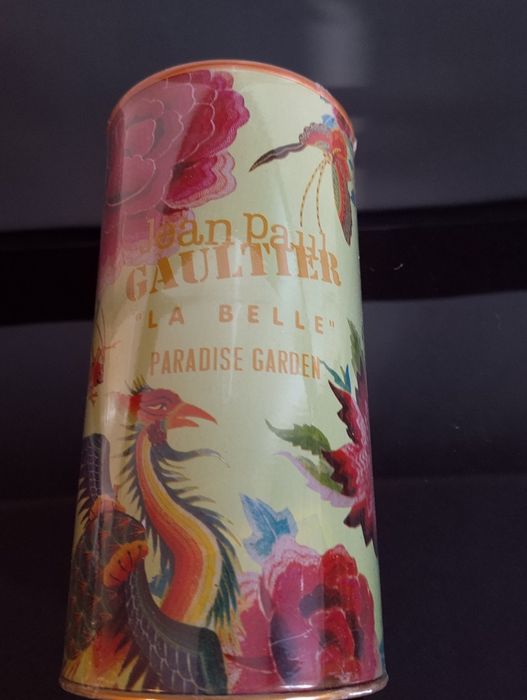 Jean Paul
GAULTIER
"LA BELLE"
PARADISE GARDEN